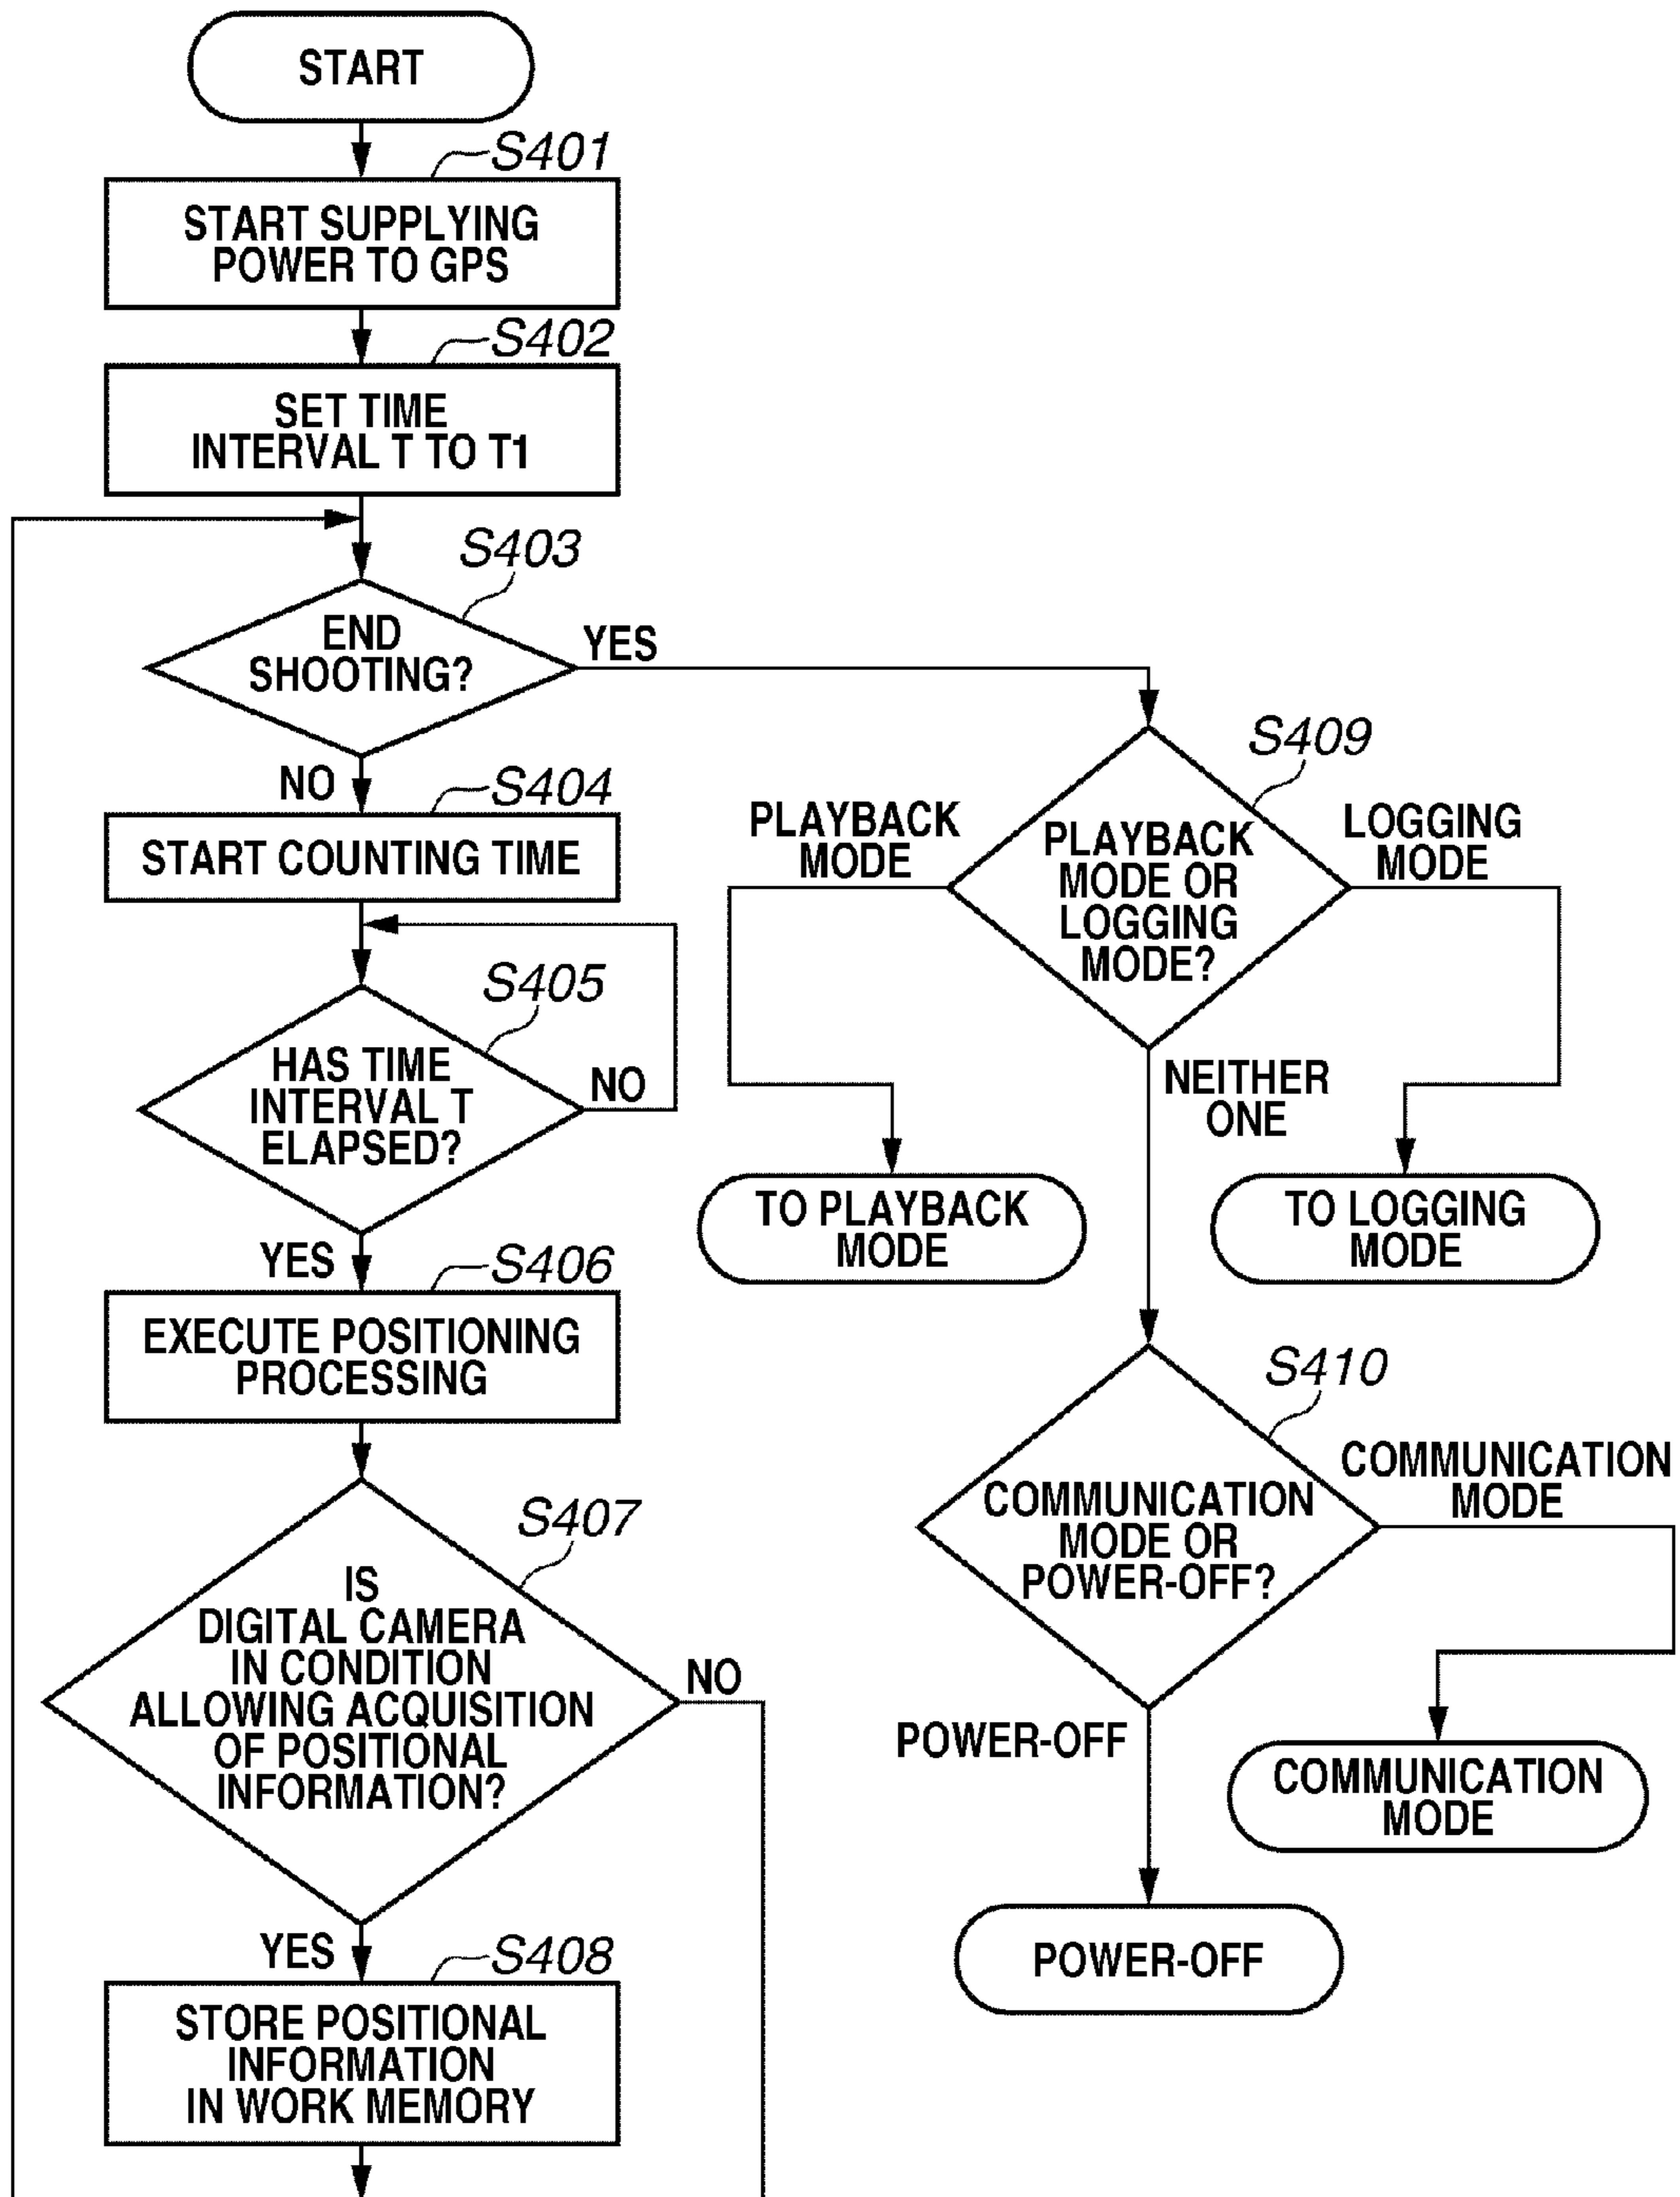 START
S401
START SUPPLYING
POWER TO GPS
S402
SET TIME
INTERVAL T TO T1
S403
END
SHOOTING?
YES
NO
S404
START COUNTING TIME
S405
HAS TIME
INTERVAL T
ELAPSED?
NO
YES
S406
EXECUTE POSITIONING
PROCESSING
S407
IS
DIGITAL CAMERA
IN CONDITION
ALLOWING ACQUISITION
OF POSITIONAL
INFORMATION?
NO
YES
S408
STORE POSITIONAL
INFORMATION
IN WORK MEMORY
S409
PLAYBACK
MODE OR
LOGGING
MODE?
PLAYBACK
MODE
LOGGING
MODE
NEITHER
ONE
TO PLAYBACK
MODE
TO LOGGING
MODE
S410
COMMUNICATION
MODE OR
POWER-OFF?
COMMUNICATION
MODE
POWER-OFF
COMMUNICATION
MODE
POWER-OFF